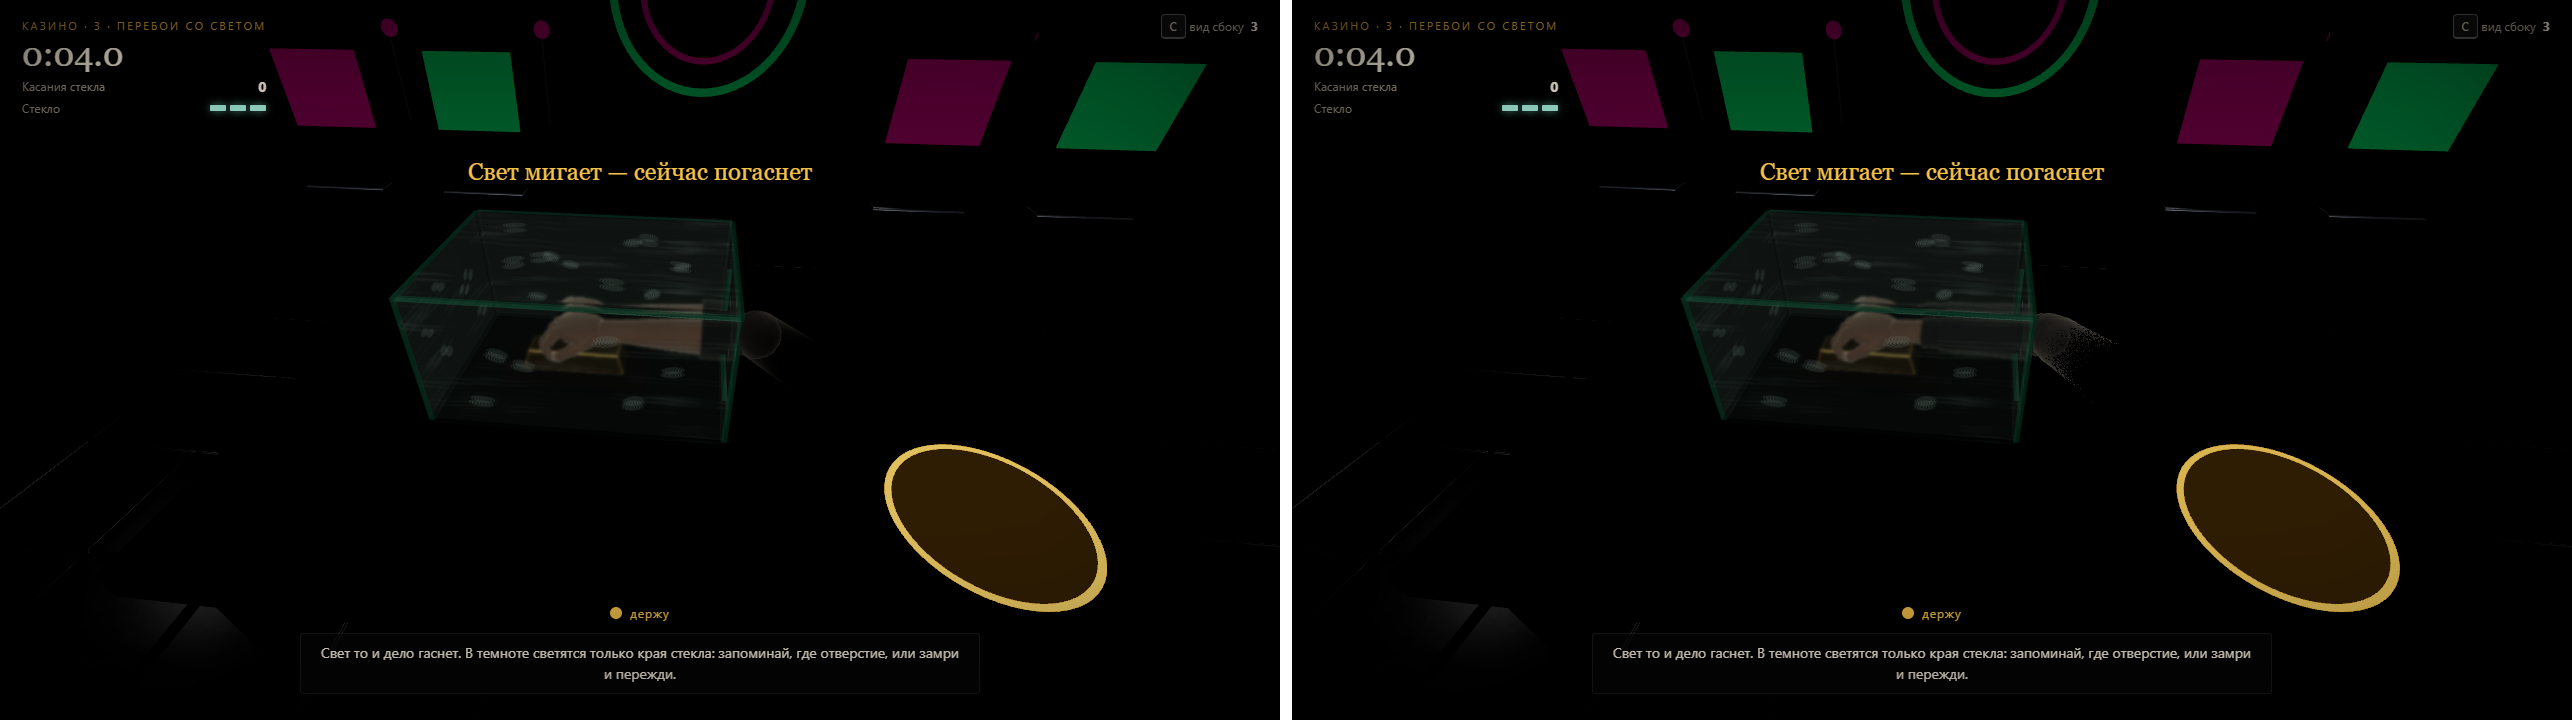 КАЗИНО · 3 · ПЕРЕБОИ СО СВЕТОМ
0:04.0
Касания стекла 0
Стекло
C вид сбоку 3
Свет мигает — сейчас погаснет
держу
Свет то и дело гаснет. В темноте светятся только края стекла: запоминай, где отверстие, или замри
и пережди.
КАЗИНО · 3 · ПЕРЕБОИ СО СВЕТОМ
0:04.0
Касания стекла 0
Стекло
C вид сбоку 3
Свет мигает — сейчас погаснет
держу
Свет то и дело гаснет. В темноте светятся только края стекла: запоминай, где отверстие, или замри
и пережди.